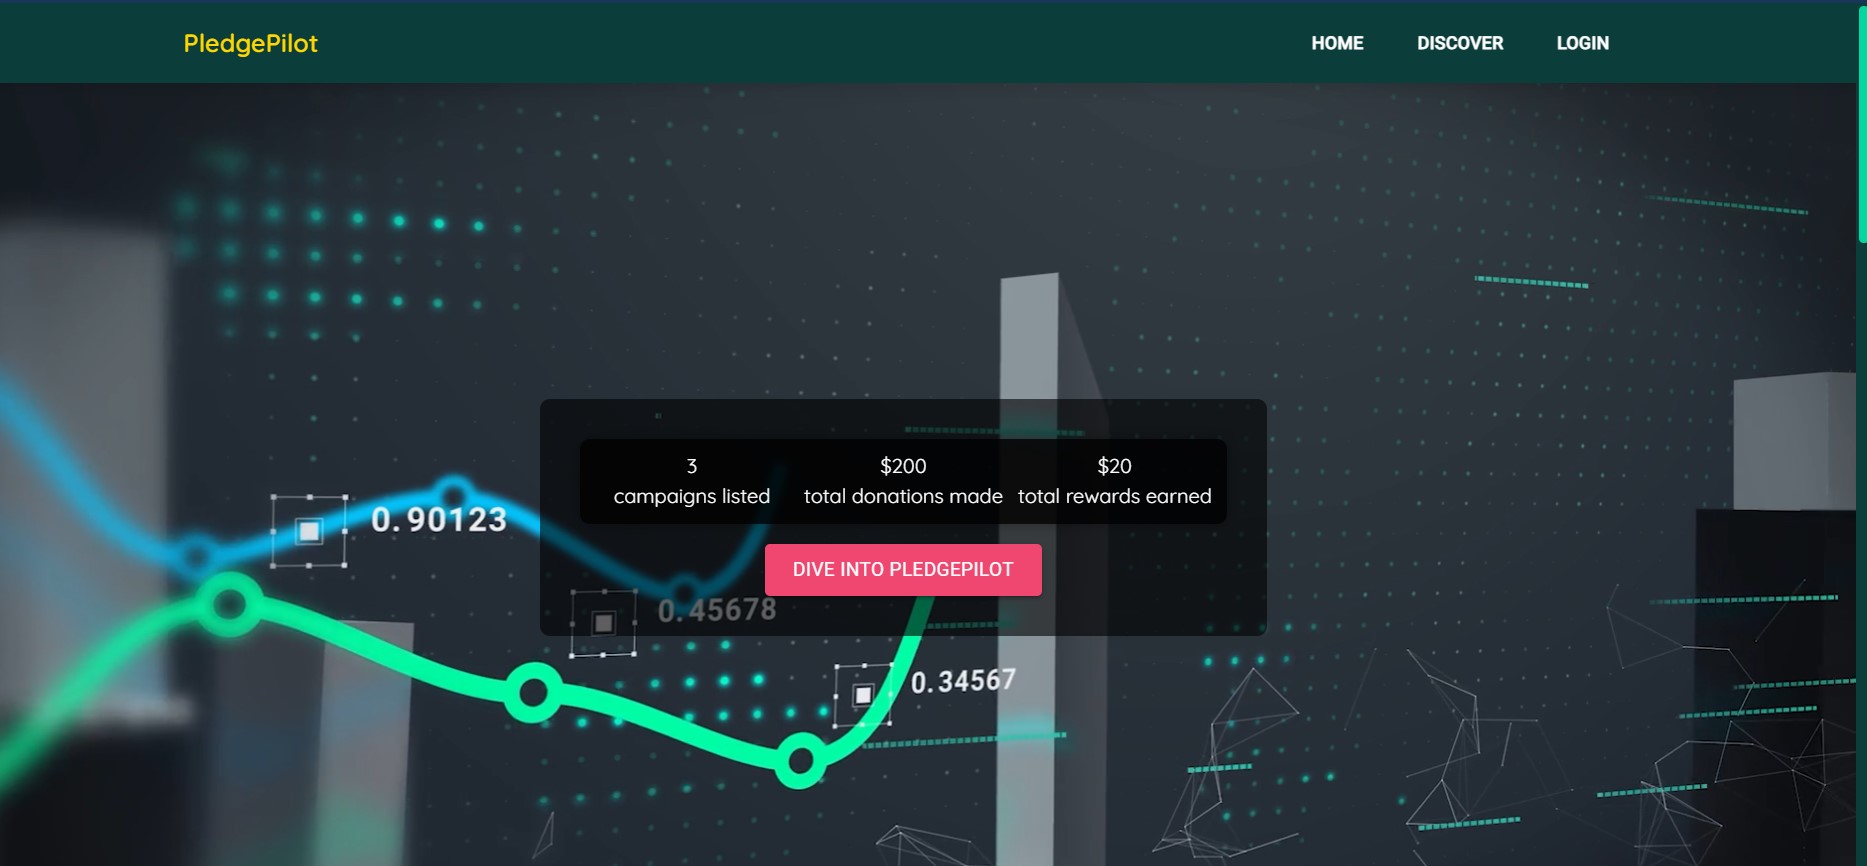 PledgePilot
HOME DISCOVER LOGIN
3 $200 $20
campaigns listed total donations made total rewards earned
DIVE INTO PLEDGEPILOT
0.90123
0.45678
0.34567